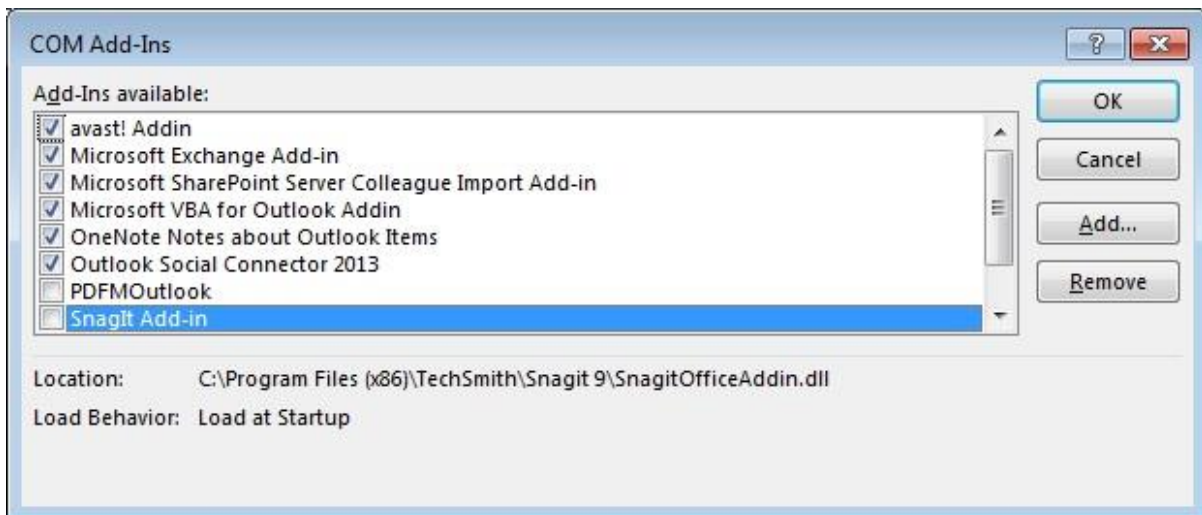 COM Add-Ins
Add-Ins available:
avast! Addin
Microsoft Exchange Add-in
Microsoft SharePoint Server Colleague Import Add-in
Microsoft VBA for Outlook Addin
OneNote Notes about Outlook Items
Outlook Social Connector 2013
PDFMOutlook
SnagIt Add-in
OK
Cancel
Add...
Remove
Location: C:\Program Files (x86)\TechSmith\Snagit 9\SnagitOfficeAddin.dll
Load Behavior: Load at Startup